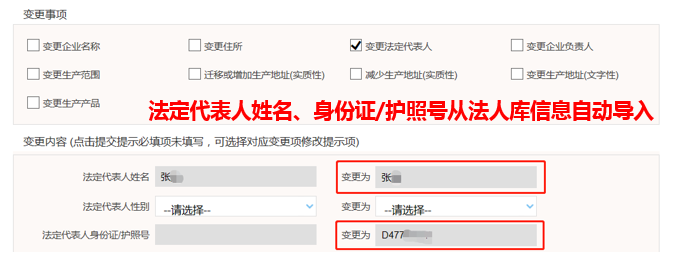 变更事项
变更企业名称 变更住所 变更法定代表人 变更企业负责人
变更生产范围 迁移或增加生产地址(实质性) 减少生产地址(实质性) 变更生产地址(文字性)
变更生产产品
法定代表人姓名、身份证/护照号从法人库信息自动导入
变更内容 (点击提交提示必填项未填写，可选择对应变更项修改提示项)
法定代表人姓名 张 变更为 张
法定代表人性别 --请选择-- 变更为 --请选择--
法定代表人身份证/护照号 变更为 D477